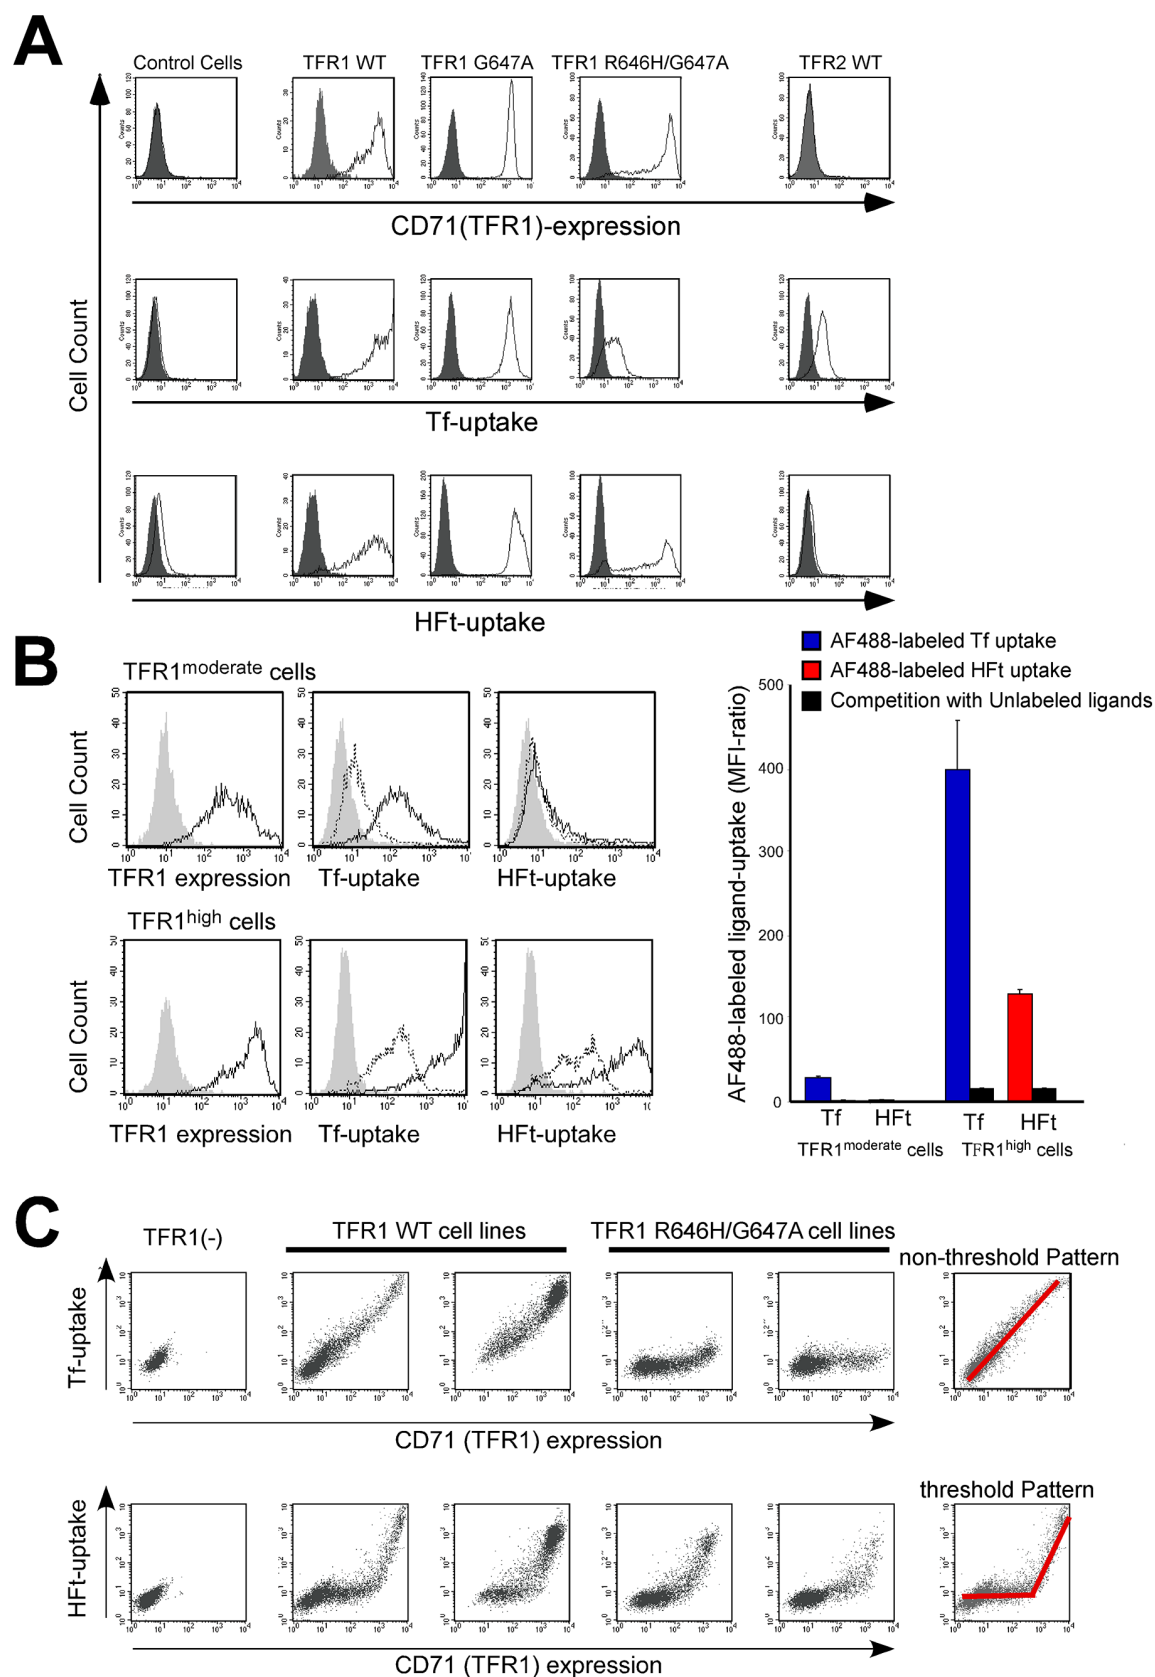 A
Control Cells
TFR1 WT
TFR1 G647A
TFR1 R646H/G647A
TFR2 WT
CD71(TFR1)-expression
Cell Count
Tf-uptake
HFt-uptake
B
TFR1moderate cells
Cell Count
TFR1 expression
Tf-uptake
HFt-uptake
TFR1high cells
Cell Count
TFR1 expression
Tf-uptake
HFt-uptake
AF488-labeled Tf uptake
AF488-labeled HFt uptake
Competition with Unlabeled ligands
AF488-labeled ligand-uptake (MFI-ratio)
500
400
300
200
100
0
Tf
HFt
Tf
HFt
TFR1moderate cells
TFR1high cells
C
TFR1(-)
TFR1 WT cell lines
TFR1 R646H/G647A cell lines
non-threshold Pattern
Tf-uptake
CD71 (TFR1) expression
threshold Pattern
HFt-uptake
CD71 (TFR1) expression